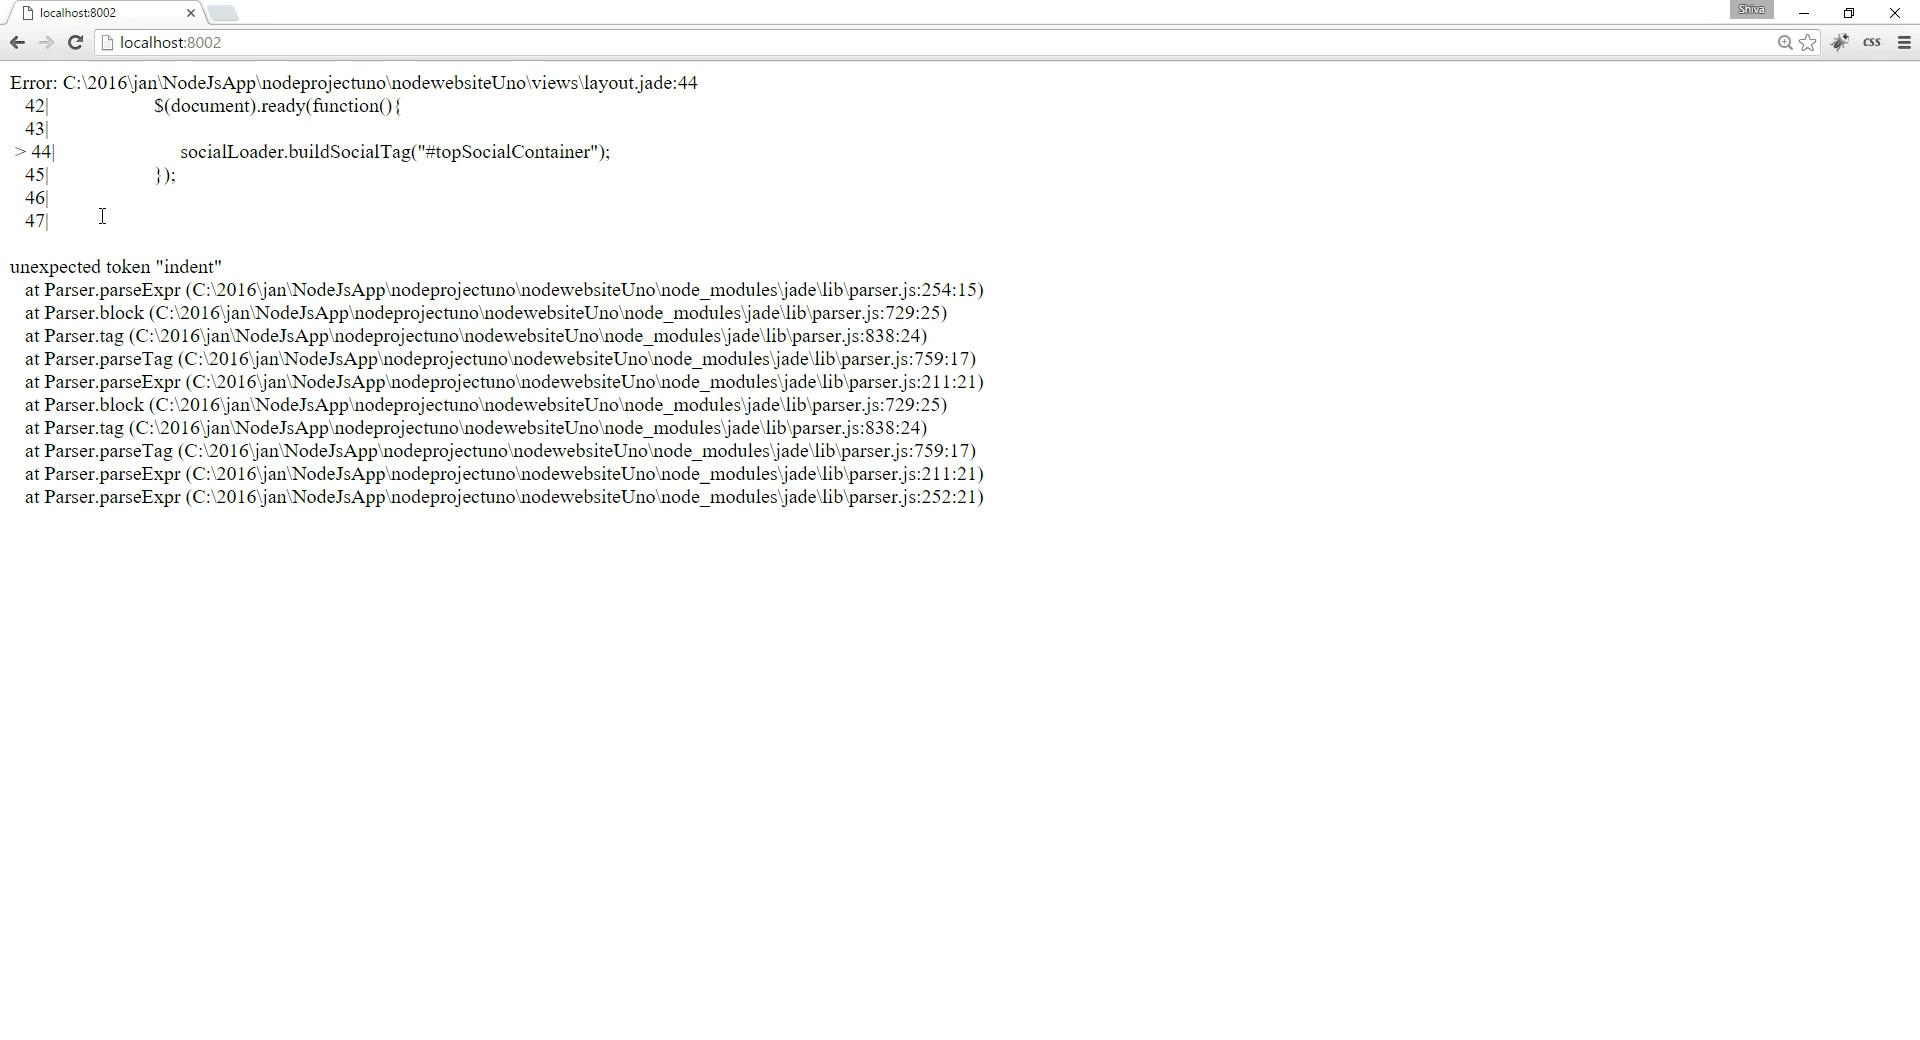 localhost:8002
Shiva
localhost:8002
css
Error: C:\2016\jan\NodeJsApp\nodeprojectuno\nodewebsiteUno\views\layout.jade:44
42| $(document).ready(function(){
43|
> 44| socialLoader.buildSocialTag("#topSocialContainer");
45| });
46|
47|
unexpected token "indent"
at Parser.parseExpr (C:\2016\jan\NodeJsApp\nodeprojectuno\nodewebsiteUno\node_modules\jade\lib\parser.js:254:15)
at Parser.block (C:\2016\jan\NodeJsApp\nodeprojectuno\nodewebsiteUno\node_modules\jade\lib\parser.js:729:25)
at Parser.tag (C:\2016\jan\NodeJsApp\nodeprojectuno\nodewebsiteUno\node_modules\jade\lib\parser.js:838:24)
at Parser.parseTag (C:\2016\jan\NodeJsApp\nodeprojectuno\nodewebsiteUno\node_modules\jade\lib\parser.js:759:17)
at Parser.parseExpr (C:\2016\jan\NodeJsApp\nodeprojectuno\nodewebsiteUno\node_modules\jade\lib\parser.js:211:21)
at Parser.block (C:\2016\jan\NodeJsApp\nodeprojectuno\nodewebsiteUno\node_modules\jade\lib\parser.js:729:25)
at Parser.tag (C:\2016\jan\NodeJsApp\nodeprojectuno\nodewebsiteUno\node_modules\jade\lib\parser.js:838:24)
at Parser.parseTag (C:\2016\jan\NodeJsApp\nodeprojectuno\nodewebsiteUno\node_modules\jade\lib\parser.js:759:17)
at Parser.parseExpr (C:\2016\jan\NodeJsApp\nodeprojectuno\nodewebsiteUno\node_modules\jade\lib\parser.js:211:21)
at Parser.parseExpr (C:\2016\jan\NodeJsApp\nodeprojectuno\nodewebsiteUno\node_modules\jade\lib\parser.js:252:21)